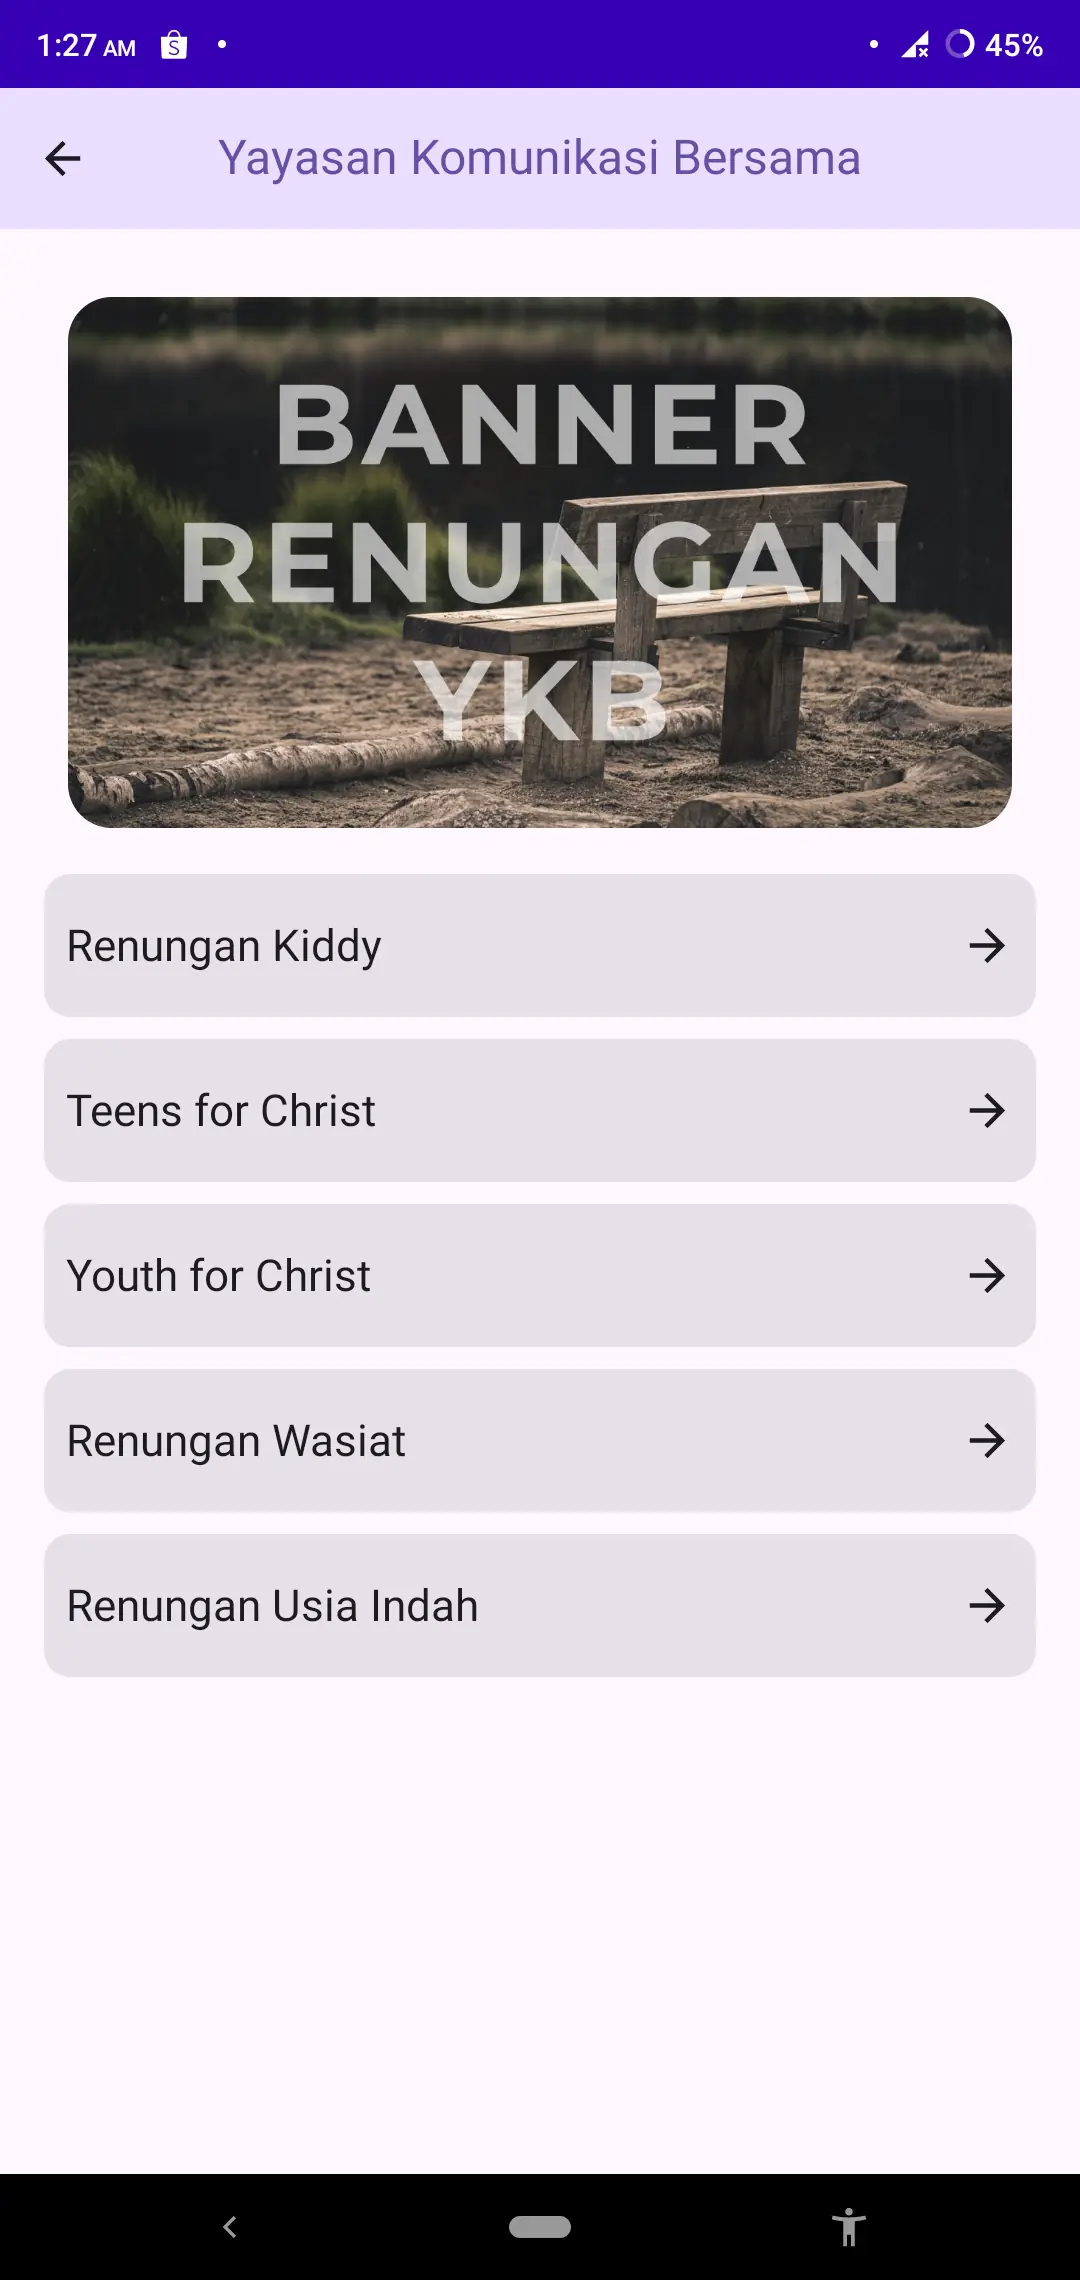 1:27 AM
45%
Yayasan Komunikasi Bersama
BANNER
RENUNGAN
YKB
Renungan Kiddy
Teens for Christ
Youth for Christ
Renungan Wasiat
Renungan Usia Indah